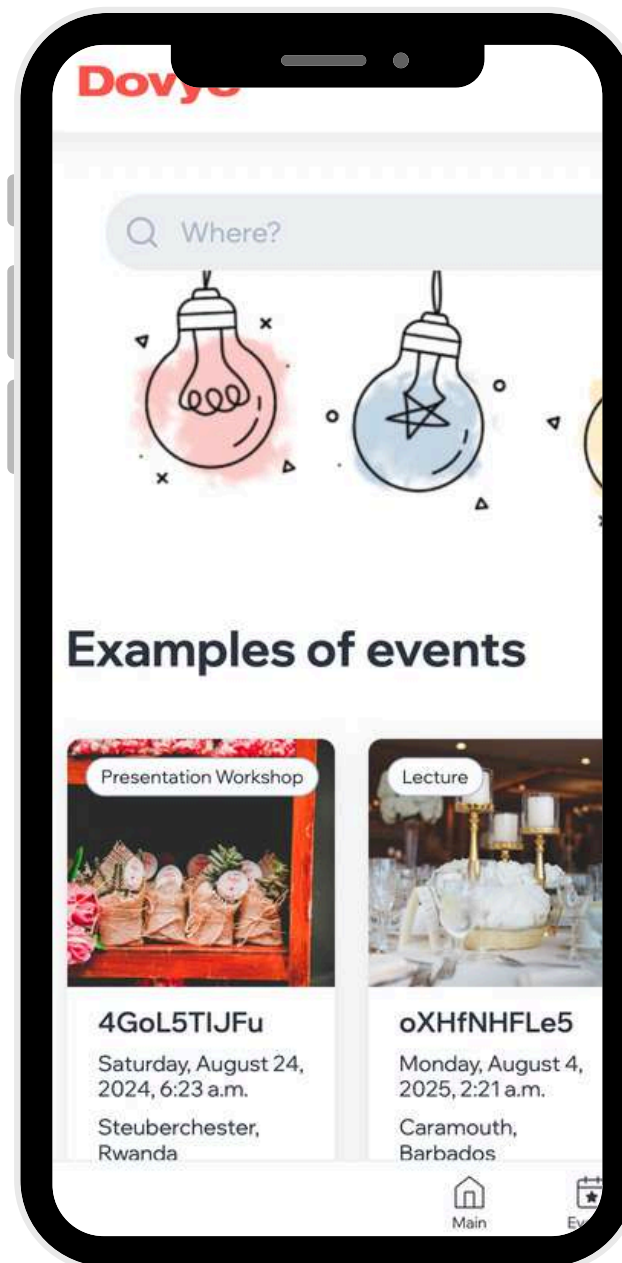 Where?
Examples of events
Presentation Workshop
Lecture
4GoL5TIJFu
Saturday, August 24,
2024, 6:23 a.m.
Steuberchester,
Rwanda
oXHfNHFLe5
Monday, August 4,
2025, 2:21 a.m.
Caramouth,
Barbados
Main